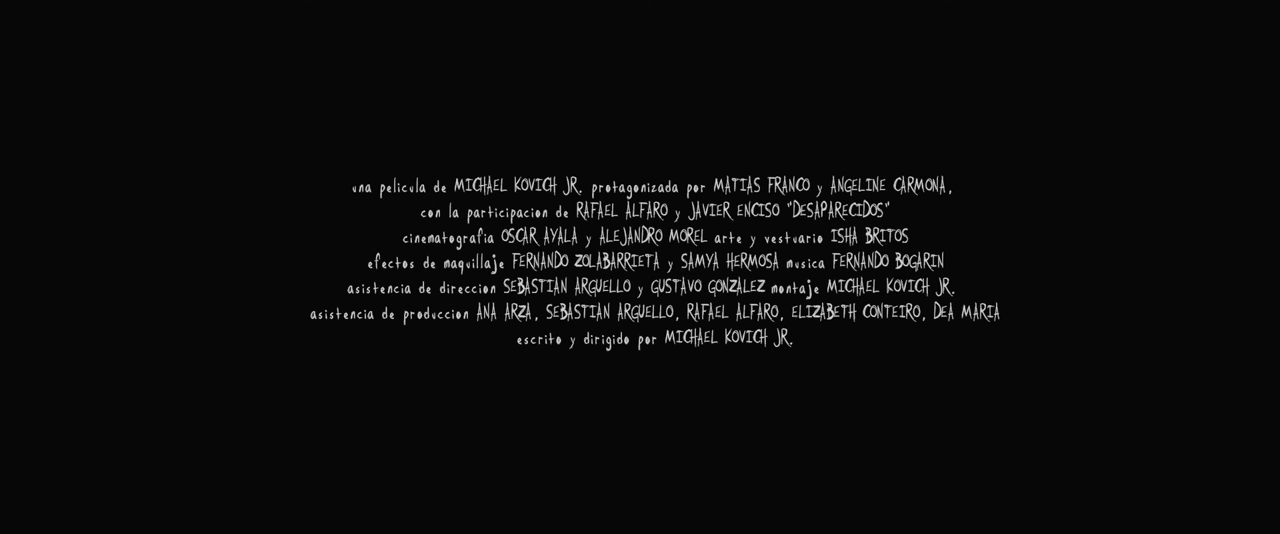 una pelicula de MICHAEL KOVICH JR. protagonizada por MATIAS FRANCO y ANGELINE CARMONA,
con la participacion de RAFAEL ALFARO y JAVIER ENCISO "DESAPARECIDOS"
cinematografia OSCAR AYALA y ALEJANDRO MOREL arte y vestuario ISHA BRITOS
efectos de maquillaje FERNANDO ZOLABARRIETA y SAMYA HERMOSA musica FERNANDO BOGARIN
asistencia de direccion SEBASTIAN ARGUELLO y GUSTAVO GONZALEZ montaje MICHAEL KOVICH JR.
asistencia de produccion ANA ARZA, SEBASTIAN ARGUELLO, RAFAEL ALFARO, ELIZABETH CONTEIRO, DEA MARIA
escrito y dirigido por MICHAEL KOVICH JR.